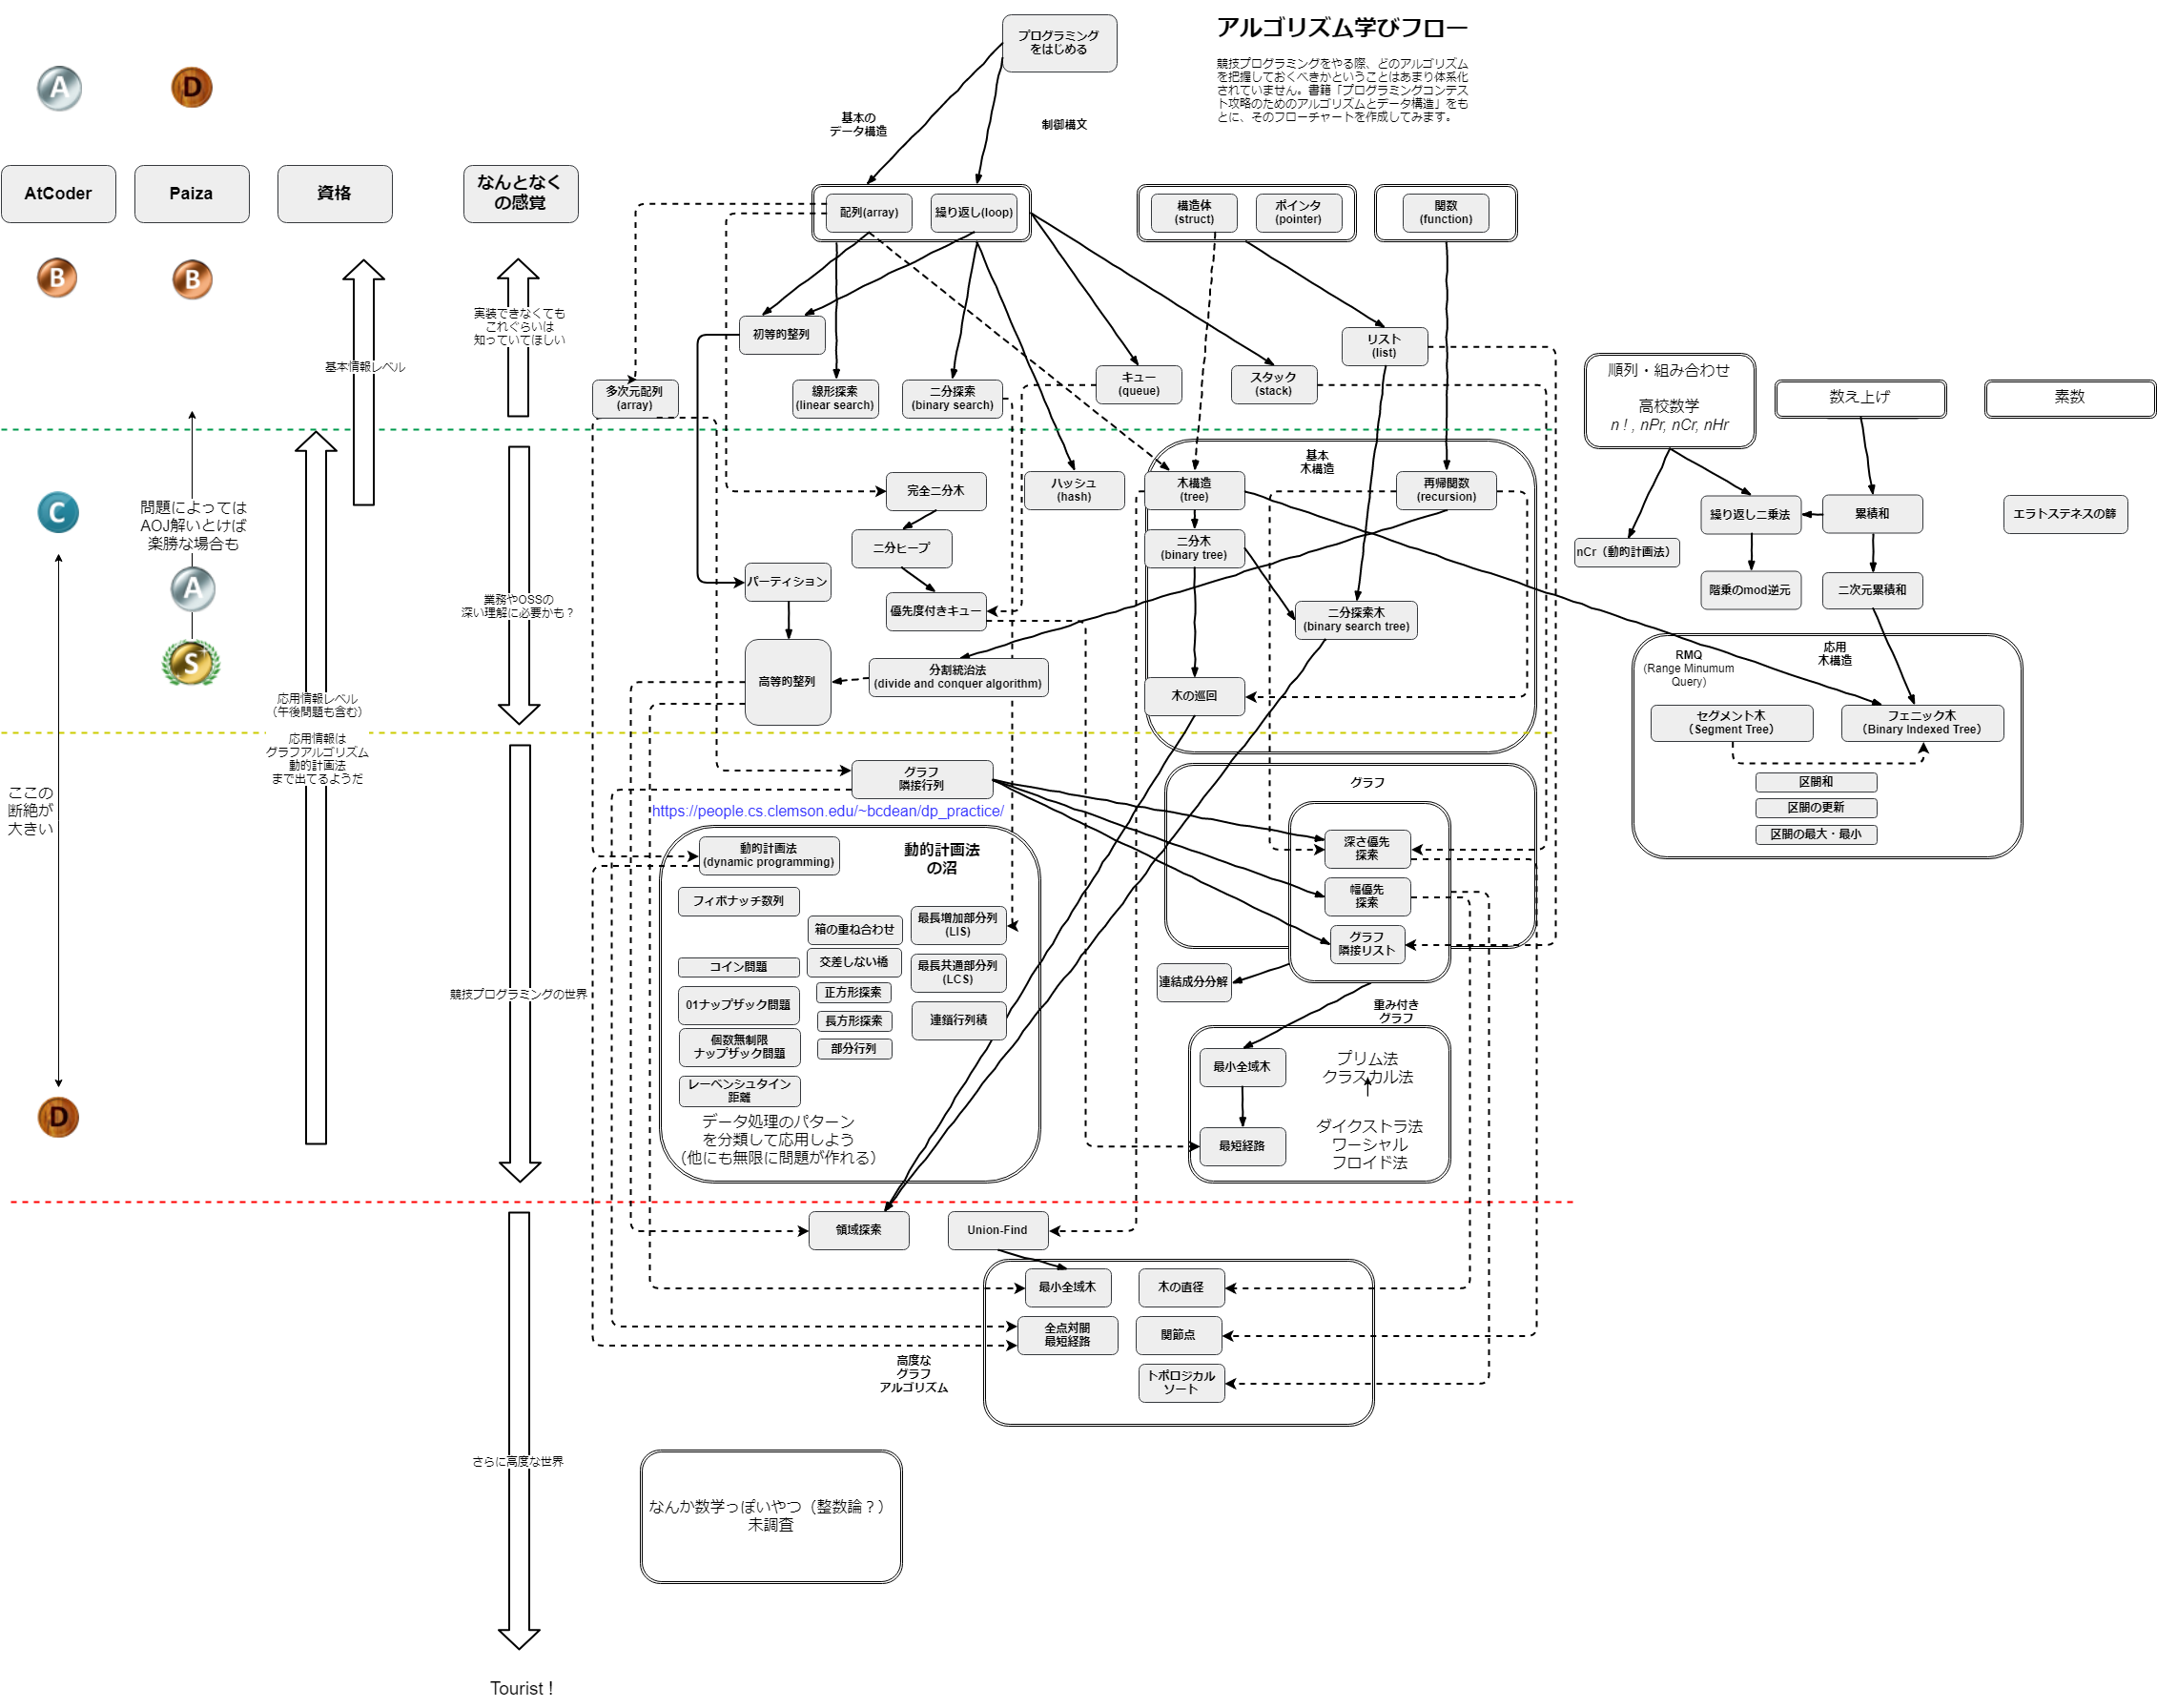 プログラミング
をはじめる
アルゴリズム学びフロー
競技プログラミングをやる際、どのアルゴリズム
を把握しておくべきかということはあまり体系化
されていません。書籍「プログラミングコンテス
ト攻略のためのアルゴリズムとデータ構造」をも
とに、そのフローチャートを作成してみます。
A
D
基本の
データ構造
制御構文
AtCoder
Paiza
資格
なんとなく
の感覚
配列(array)
繰り返し(loop)
構造体
(struct)
ポインタ
(pointer)
関数
(function)
B
B
実装できなくても
これぐらいは
知っていてほしい
基本情報レベル
初等的整列
リスト
(list)
多次元配列
(array)
線形探索
(linear search)
二分探索
(binary search)
キュー
(queue)
スタック
(stack)
順列・組み合わせ
高校数学
n ! , nPr, nCr, nHr
数え上げ
素数
基本
木構造
完全二分木
ハッシュ
(hash)
木構造
(tree)
再帰関数
(recursion)
C
問題によっては
AOJ解いとけば
楽勝な場合も
繰り返し二乗法
累積和
エラトステネスの篩
二分ヒープ
二分木
(binary tree)
nCr（動的計画法）
パーティション
階乗のmod逆元
二次元累積和
A
業務やOSSの
深い理解に必要かも？
優先度付きキュー
二分探索木
(binary search tree)
S
高等的整列
分割統治法
(divide and conquer algorithm)
木の巡回
応用
木構造
RMQ
(Range Minumum
Query)
応用情報レベル
（午後問題も含む）
セグメント木
（Segment Tree）
フェニック木
（Binary Indexed Tree）
応用情報は
グラフアルゴリズム
動的計画法
まで出てるようだ
区間和
区間の更新
区間の最大・最小
ここの
断絶が
大きい
グラフ
隣接行列
グラフ
https://people.cs.clemson.edu/~bcdean/dp_practice/
動的計画法
(dynamic programming)
動的計画法
の沼
深さ優先
探索
幅優先
探索
グラフ
隣接リスト
フィボナッチ数列
箱の重ね合わせ
最長増加部分列
(LIS)
コイン問題
交差しない橋
最長共通部分列
(LCS)
連結成分分解
競技プログラミングの世界
01ナップザック問題
正方形探索
長方形探索
連鎖行列積
重み付き
グラフ
個数無制限
ナップザック問題
部分行列
最小全域木
プリム法
クラスカル法
レーベンシュタイン
距離
D
データ処理のパターン
を分類して応用しよう
（他にも無限に問題が作れる）
最短経路
ダイクストラ法
ワーシャル
フロイド法
領域探索
Union-Find
最小全域木
木の直径
全点対間
最短経路
関節点
高度な
グラフ
アルゴリズム
トポロジカル
ソート
さらに高度な世界
なんか数学っぽいやつ（整数論？）
未調査
Tourist !